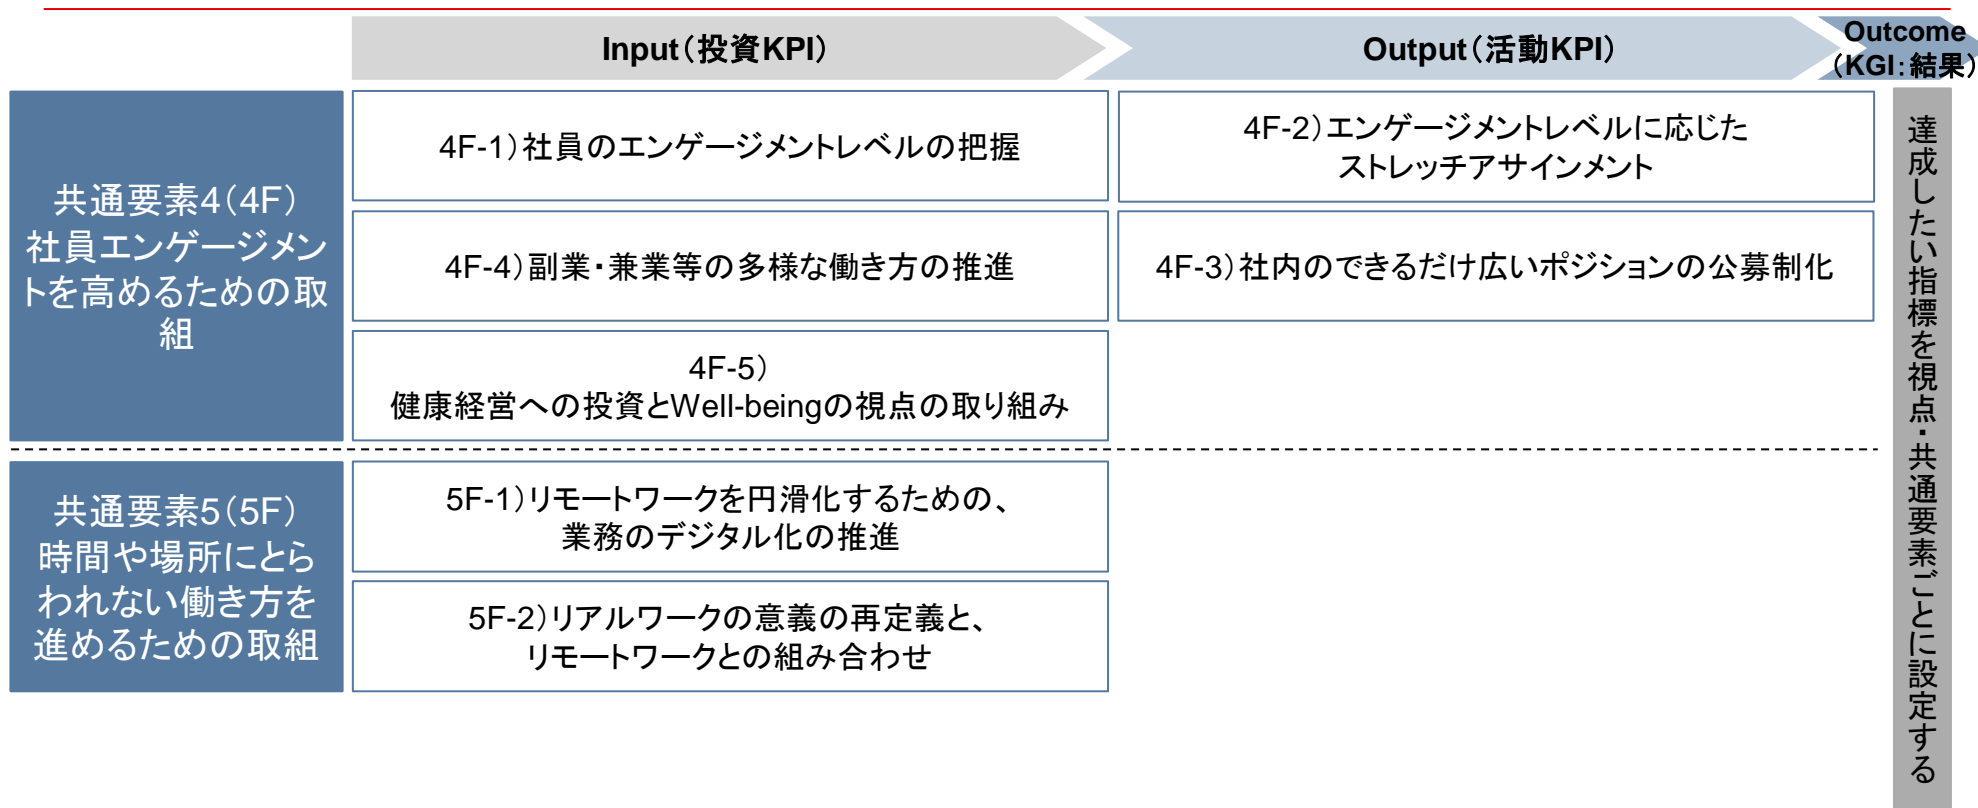 Input（投資KPI）
Output（活動KPI）
Outcome
（KGI：結果）
共通要素4（4F）
社員エンゲージメン
トを高めるための取
組
4F-1）社員のエンゲージメントレベルの把握
4F-2）エンゲージメントレベルに応じた
ストレッチアサインメント
4F-4）副業・兼業等の多様な働き方の推進
4F-3）社内のできるだけ広いポジションの公募制化
4F-5）
健康経営への投資とWell-beingの視点の取り組み
共通要素5（5F）
時間や場所にとら
われない働き方を
進めるための取組
5F-1）リモートワークを円滑化するための、
業務のデジタル化の推進
5F-2）リアルワークの意義の再定義と、
リモートワークとの組み合わせ
達成したい指標を視点・共通要素ごとに設定する